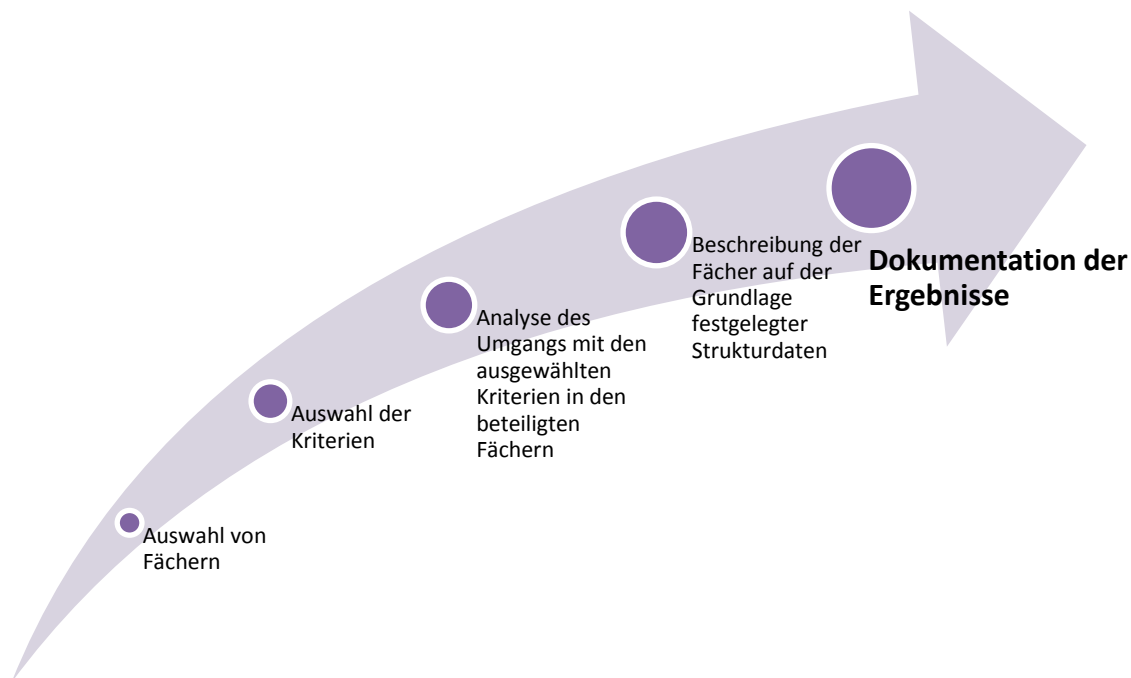 Auswahl von
Fächern
Auswahl der
Kriterien
Analyse des
Umgangs mit den
ausgewählten
Kriterien in den
beteiligten
Fächern
Beschreibung der
Fächer auf der
Grundlage
festgelegter
Strukturdaten
Dokumentation der
Ergebnisse